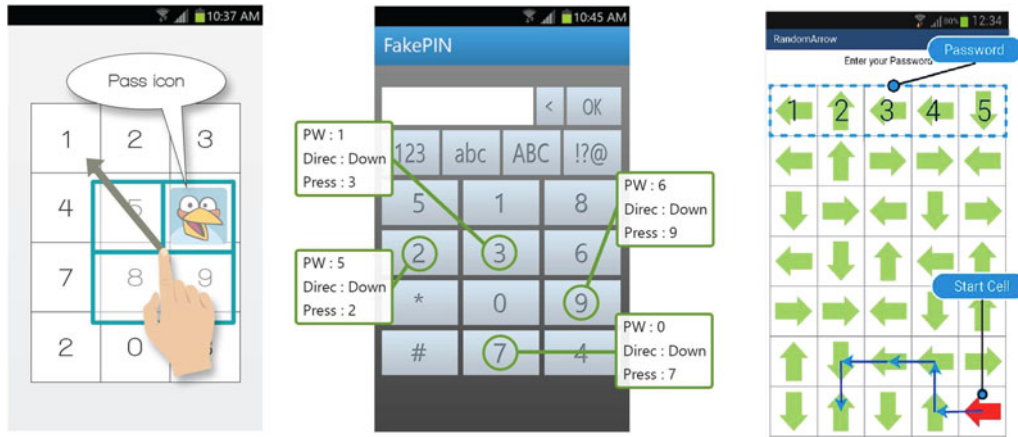 10:37 AM
Pass icon
1 2 3
4 5
7 8 9
2 0
10:45 AM
FakePIN
< OK
123 abc ABC !?@
5 1 8
2 3 6
* 0 9
# 7 4
PW : 1
Direc : Down
Press : 3
PW : 5
Direc : Down
Press : 2
PW : 6
Direc : Down
Press : 9
PW : 0
Direc : Down
Press : 7
80% 12:34
RandomArrow
Password
Enter your Password
1 2 3 4 5
Start Cell